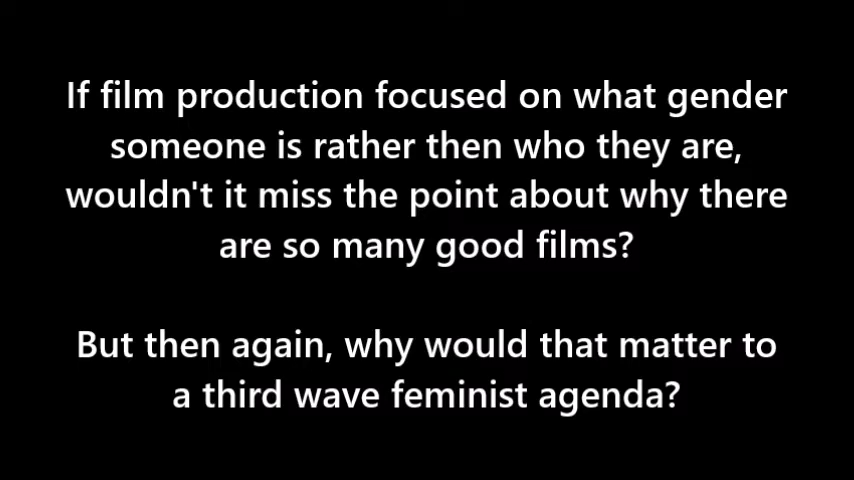 If film production focused on what gender
someone is rather then who they are,
wouldn't it miss the point about why there
are so many good films?
But then again, why would that matter to
a third wave feminist agenda?